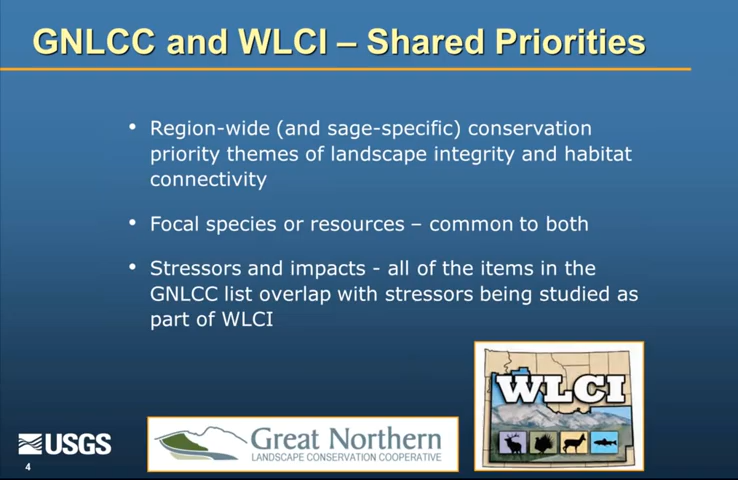 GNLCC and WLCI – Shared Priorities
• Region-wide (and sage-specific) conservation
priority themes of landscape integrity and habitat
connectivity
• Focal species or resources – common to both
• Stressors and impacts - all of the items in the
GNLCC list overlap with stressors being studied as
part of WLCI
WLCI
Great Northern
LANDSCAPE CONSERVATION COOPERATIVE
USGS
4